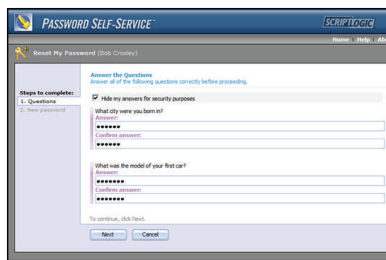 PASSWORD SELF-SERVICE
SCRIPTLOGIC
Home Help Ab
Reset My Password (Bob Crosley)
Answer the Questions
Answer all of the following questions correctly before proceeding.
Steps to complete:
1. Questions
2. New password
Hide my answers for security purposes
What city were you born in?
Answer:
••••••
Confirm answer:
••••••
What was the model of your first car?
Answer:
•••••••
Confirm answer:
•••••••
To continue, click Next.
Next Cancel